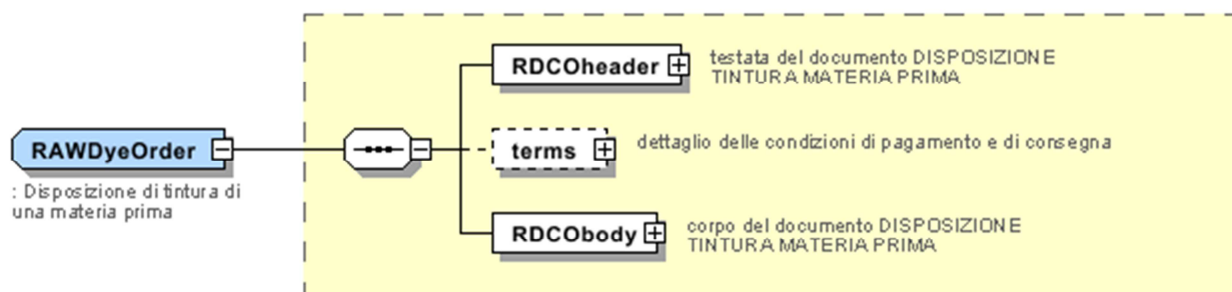 RDCOheader
testata del documento DISPOSIZIONE
TINTURA MATERIA PRIMA
RAWDyeOrder
: Disposizione di tintura di
una materia prima
terms
dettaglio delle condizioni di pagamento e di consegna
RDCObody
corpo del documento DISPOSIZIONE
TINTURA MATERIA PRIMA